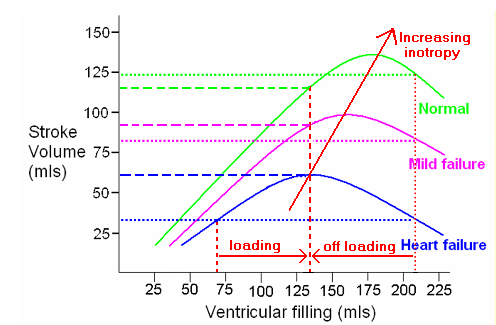 150
125
100
75
50
25
Stroke
Volume
(mls)
Increasing
inotropy
Normal
Mild failure
Heart failure
loading
off loading
25 50 75 100 125 150 175 200 225
Ventricular filling (mls)